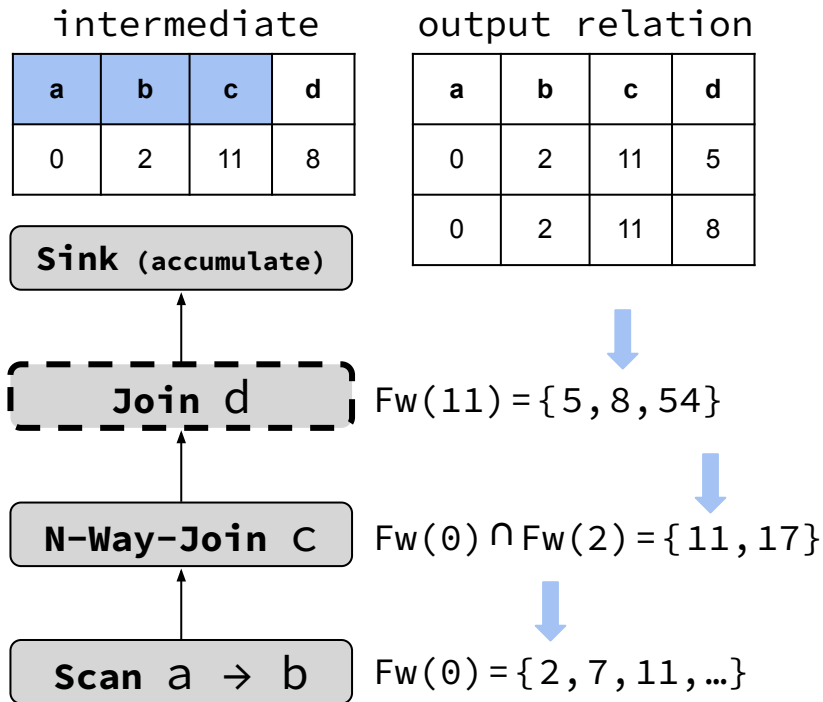 intermediate
a b c d
0 2 11 8
output relation
a b c d
0 2 11 5
0 2 11 8
Sink (accumulate)
Join d
Fw(11)={5,8,54}
N-Way-Join c
Fw(0)∩Fw(2)={11,17}
Scan a → b
Fw(0)={2,7,11,…}